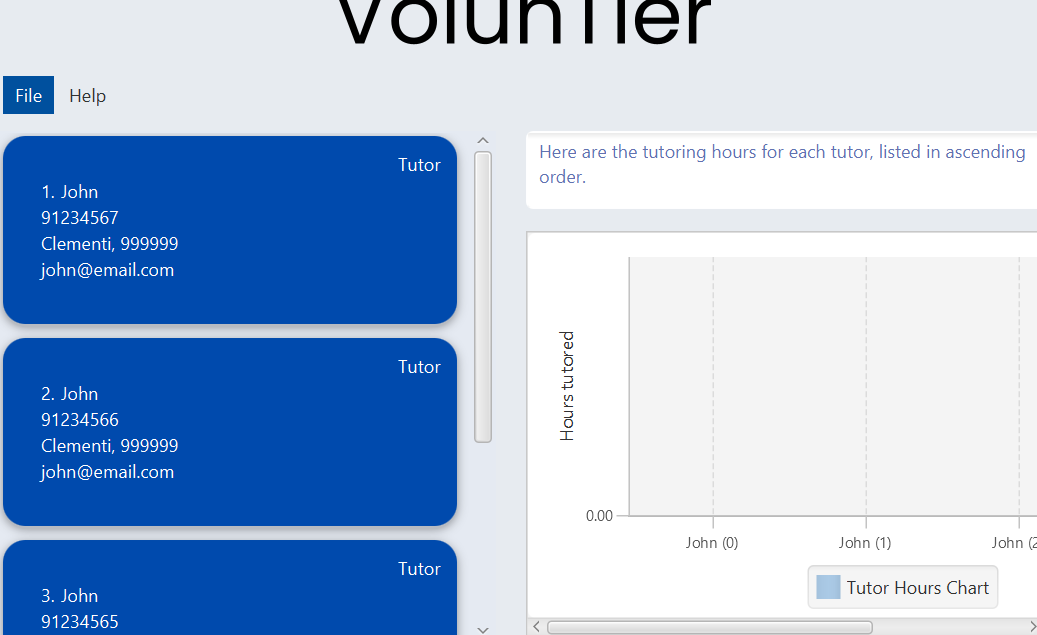 VolunTier
File Help
Tutor
1. John
91234567
Clementi, 999999
john@email.com
Tutor
2. John
91234566
Clementi, 999999
john@email.com
Tutor
3. John
91234565
Here are the tutoring hours for each tutor, listed in ascending
order.
Hours tutored
0.00
John (0) John (1) John (2
Tutor Hours Chart